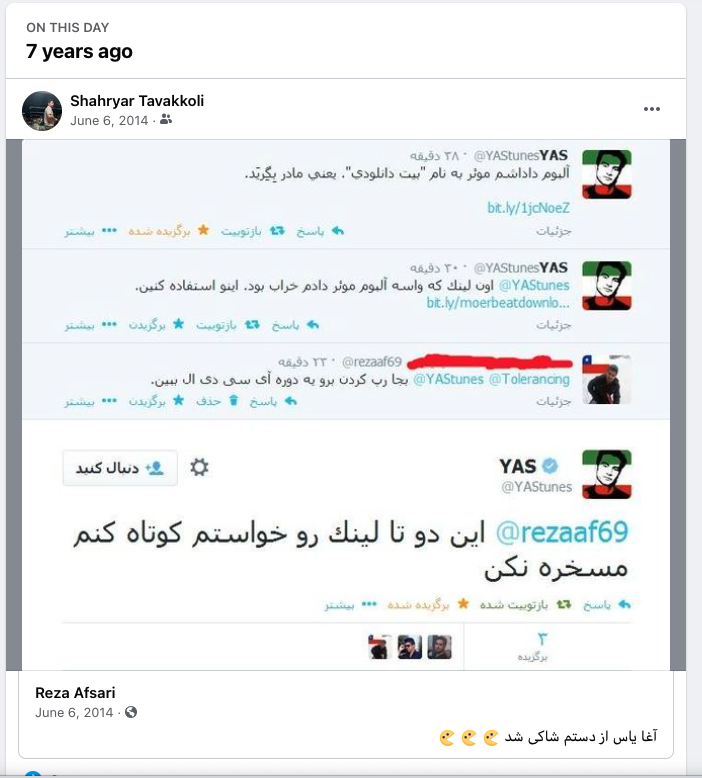 ON THIS DAY
7 years ago
Shahryar Tavakkoli
June 6, 2014 ·
YAS @YAStunes · ۳۸ دقیقه
آلبوم داداشم موثر به نام "بیت دانلودي". یعني مادر بِگِرْیَد.
bit.ly/1jcNoeZ
جزئیات
پاسخ بازتوییت برگزیده شده بیشتر
YAS @YAStunes · ۳۰ دقیقه
@YAStunes اون لینك که واسه آلبوم موثر دادم خراب بود. اینو استفاده کنین.
bit.ly/moerbeatdownlo...
جزئیات
پاسخ بازتوییت برگزیدن بیشتر
@rezaaf69 · ۲۳ دقیقه
@YAStunes @Tolerancing بجا رپ کردن برو یه دوره آی سی دی ال ببین.
جزئیات
پاسخ حذف برگزیدن بیشتر
YAS
@YAStunes
دنبال کنید
@rezaaf69 این دو تا لینك رو خواستم کوتاه کنم
مسخره نکن
پاسخ بازتوییت شده برگزیده شده بیشتر
۳
برگزیده
Reza Afsari
June 6, 2014 ·
آغا یاس از دستم شاکی شد